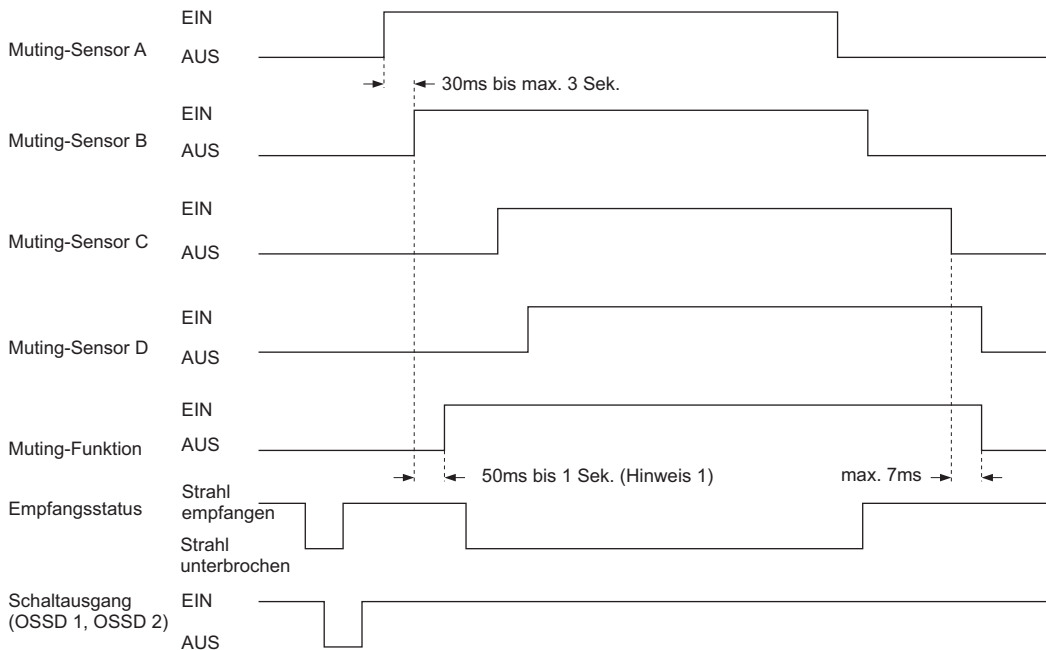 EIN
Muting-Sensor A
AUS
30ms bis max. 3 Sek.
EIN
Muting-Sensor B
AUS
EIN
Muting-Sensor C
AUS
EIN
Muting-Sensor D
AUS
EIN
Muting-Funktion
AUS
50ms bis 1 Sek. (Hinweis 1)
max. 7ms
Empfangsstatus
Strahl
empfangen
Strahl
unterbrochen
Schaltausgang
(OSSD 1, OSSD 2)
EIN
AUS